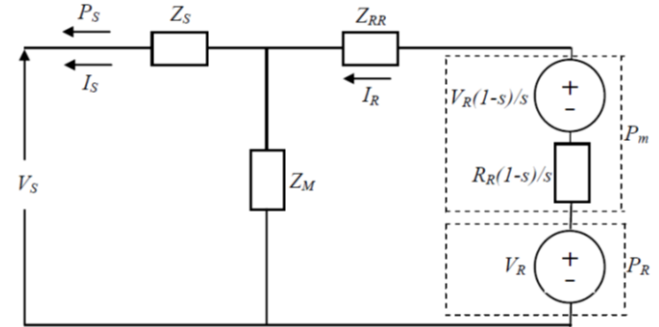 P_S
Z_S
Z_RR
I_S
I_R
V_R(1-s)/s
+
-
P_m
Z_M
R_R(1-s)/s
V_S
V_R
+
-
P_R